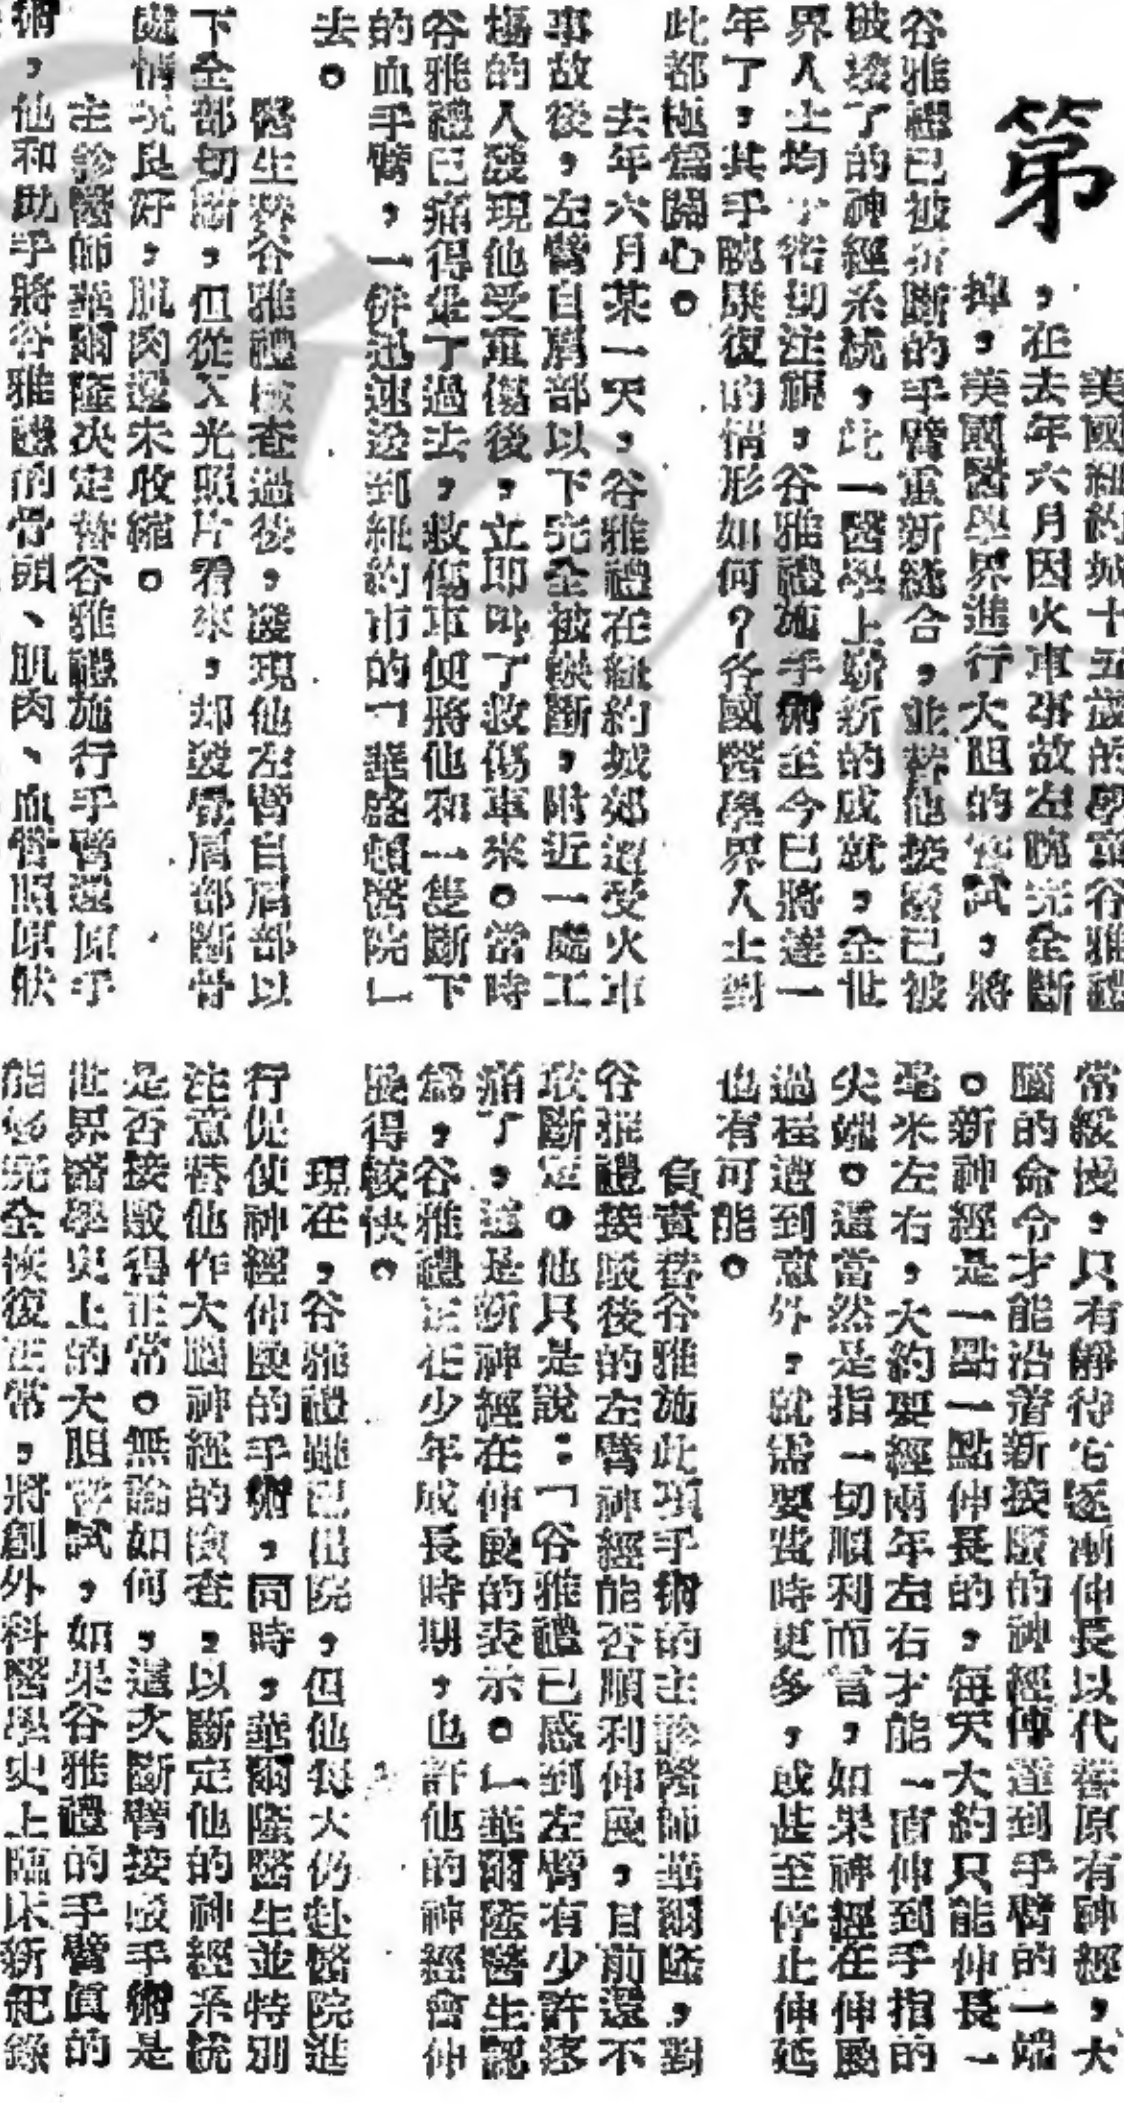 第
美國紐約城十五歲的學童谷雅禮
，在去年六月因火車事故左腕完全斷
掉，美國醫學界進行大胆的嘗試，將
谷雅禮已被折斷的手臂重新縫合，並替他接駁已被
破壞了的神經系統，此一醫學上嶄新的成就，全世
界人士均予密切注視，谷雅禮施手術至今已將達一
年了，其手腕康復的情形如何？各國醫學界人士對
此都極爲關心。
去年六月某一天，谷雅禮在紐約城郊遭受火車
事故後，左臂自肩部以下完全被輾斷，附近一處工
塲的人發現他受重傷後，立即叫了救傷車來。當時
谷雅禮已痛得暈了過去，救傷車便將他和一隻斷下
的血手臂，一併迅速送到紐約市的「華盛頓醫院」
去。
醫生替谷雅禮檢查過後，發現他左臂自肩部以
下全部切斷，但從X光照片看來，却發覺肩部斷骨
處情況良好，肌肉還未收縮。
主診醫師華爾隆決定替谷雅禮施行手臂還原手
術，他和助手將谷雅禮的骨頭、肌肉、血管照原狀
常緩慢，只有靜待它逐漸伸長以代替原有神經，大
腦的命令才能沿着新接駁的神經傳達到手臂的一端
。新神經是一點一點伸長的，每天大約只能伸長一
毫米左右，大約要經兩年左右才能一直伸到手指的
尖端。這當然是指一切順利而言，如果神經在伸展
過程遭到意外，就需要費時更多，或甚至停止伸延
也有可能。
負責替谷雅施此項手術的主診醫師華爾隆，對
谷雅禮接駁後的左臂神經能否順利伸展，目前還不
敢斷定。他只是說：「谷雅禮已感到左臂有少許疼
痛了，這是新神經在伸展的表示。」華爾隆醫生認
爲，谷雅禮正在少年成長時期，也許他的神經會伸
展得較快。
現在，谷雅禮雖已出院，但他每天仍赴醫院進
行促使神經伸展的手術，同時，華爾隆醫生並特別
注意替他作大腦神經的檢查，以斷定他的神經系統
是否接駁得正常。無論如何，這次斷臂接駁手術是
世界醫學史上的大胆嘗試，如果谷雅禮的手臂眞的
能够完全恢復正常，將創外科醫學史上臨床新紀錄